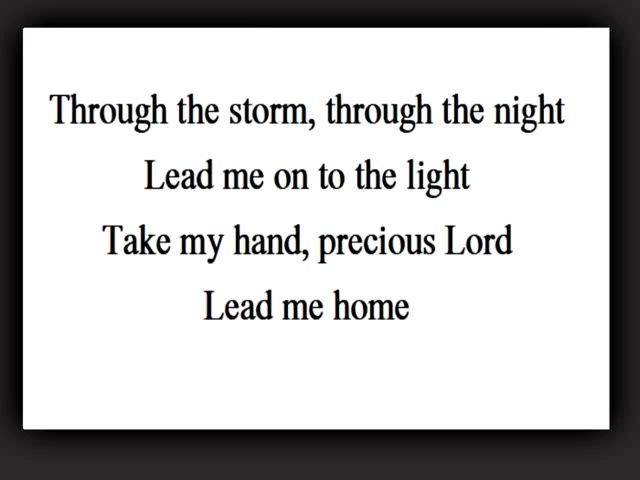 Through the storm, through the night
Lead me on to the light
Take my hand, precious Lord
Lead me home